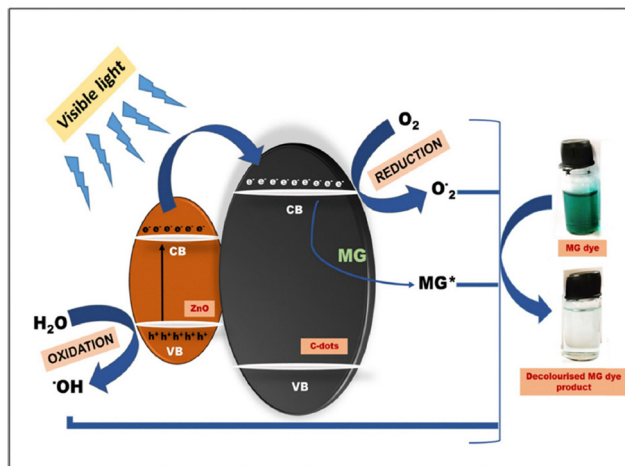 Visible light
O₂
REDUCTION
e⁻ e⁻ e⁻ e⁻ e⁻ e⁻ e⁻ e⁻
CB
O⁻₂
MG dye
e⁻ e⁻ e⁻ e⁻ e⁻ e⁻
CB
MG
MG*
ZnO
H₂O
OXIDATION
h⁺ h⁺ h⁺ h⁺ h⁺
VB
C-dots
VB
·OH
Decolourised MG dye
product